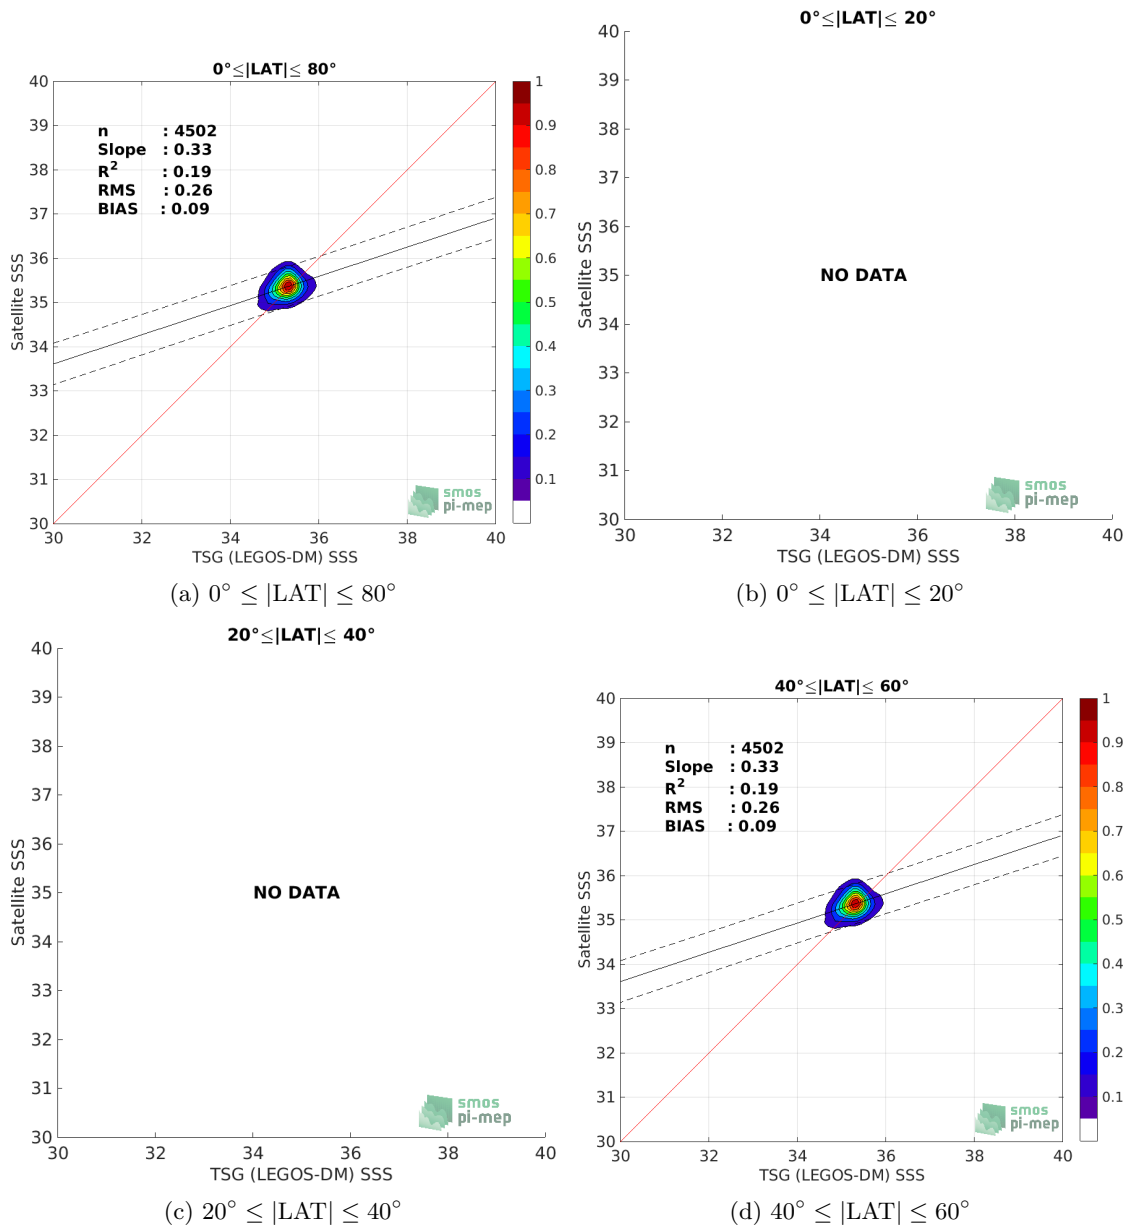 0°≤|LAT|≤ 80°
40
39
38
37
36
35
34
33
32
31
30
Satellite SSS
n : 4502
Slope : 0.33
R² : 0.19
RMS : 0.26
BIAS : 0.09
smos
pi-mep
30 32 34 36 38 40
TSG (LEGOS-DM) SSS
1
0.9
0.8
0.7
0.6
0.5
0.4
0.3
0.2
0.1
(a) 0° ≤ |LAT| ≤ 80°
0°≤|LAT|≤ 20°
40
39
38
37
36
35
34
33
32
31
30
Satellite SSS
NO DATA
smos
pi-mep
30 32 34 36 38 40
TSG (LEGOS-DM) SSS
(b) 0° ≤ |LAT| ≤ 20°
20°≤|LAT|≤ 40°
40
39
38
37
36
35
34
33
32
31
30
Satellite SSS
NO DATA
smos
pi-mep
30 32 34 36 38 40
TSG (LEGOS-DM) SSS
(c) 20° ≤ |LAT| ≤ 40°
40°≤|LAT|≤ 60°
40
39
38
37
36
35
34
33
32
31
30
Satellite SSS
n : 4502
Slope : 0.33
R² : 0.19
RMS : 0.26
BIAS : 0.09
smos
pi-mep
30 32 34 36 38 40
TSG (LEGOS-DM) SSS
1
0.9
0.8
0.7
0.6
0.5
0.4
0.3
0.2
0.1
(d) 40° ≤ |LAT| ≤ 60°